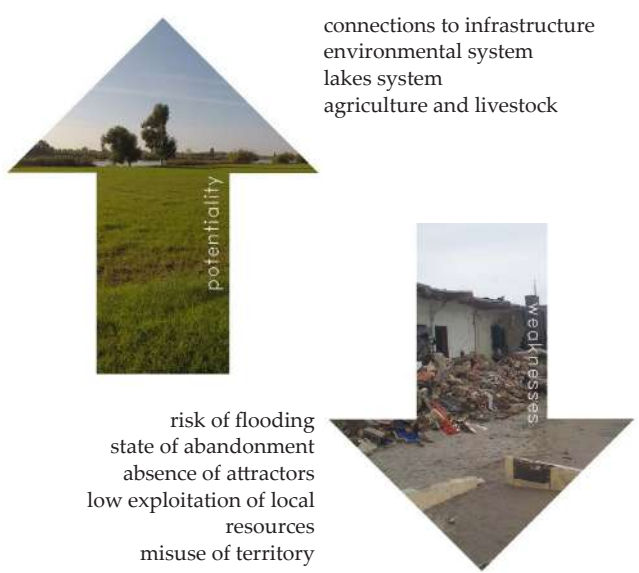 connections to infrastructure
environmental system
lakes system
agriculture and livestock
potentiality
weaknesses
risk of flooding
state of abandonment
absence of attractors
low exploitation of local
resources
misuse of territory